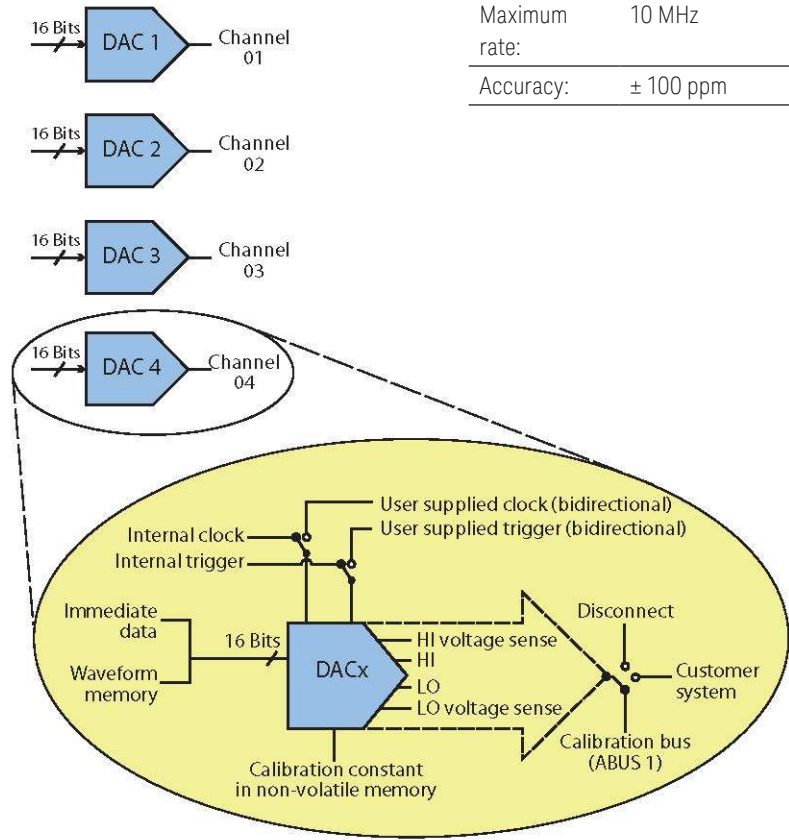 Maximum rate: 10 MHz
Accuracy: ± 100 ppm
16 Bits DAC 1 Channel 01
16 Bits DAC 2 Channel 02
16 Bits DAC 3 Channel 03
16 Bits DAC 4 Channel 04
User supplied clock (bidirectional)
Internal clock
User supplied trigger (bidirectional)
Internal trigger
Immediate data
Waveform memory
16 Bits
DACx
HI voltage sense
HI
LO
LO voltage sense
Disconnect
Customer system
Calibration bus (ABUS 1)
Calibration constant
in non-volatile memory